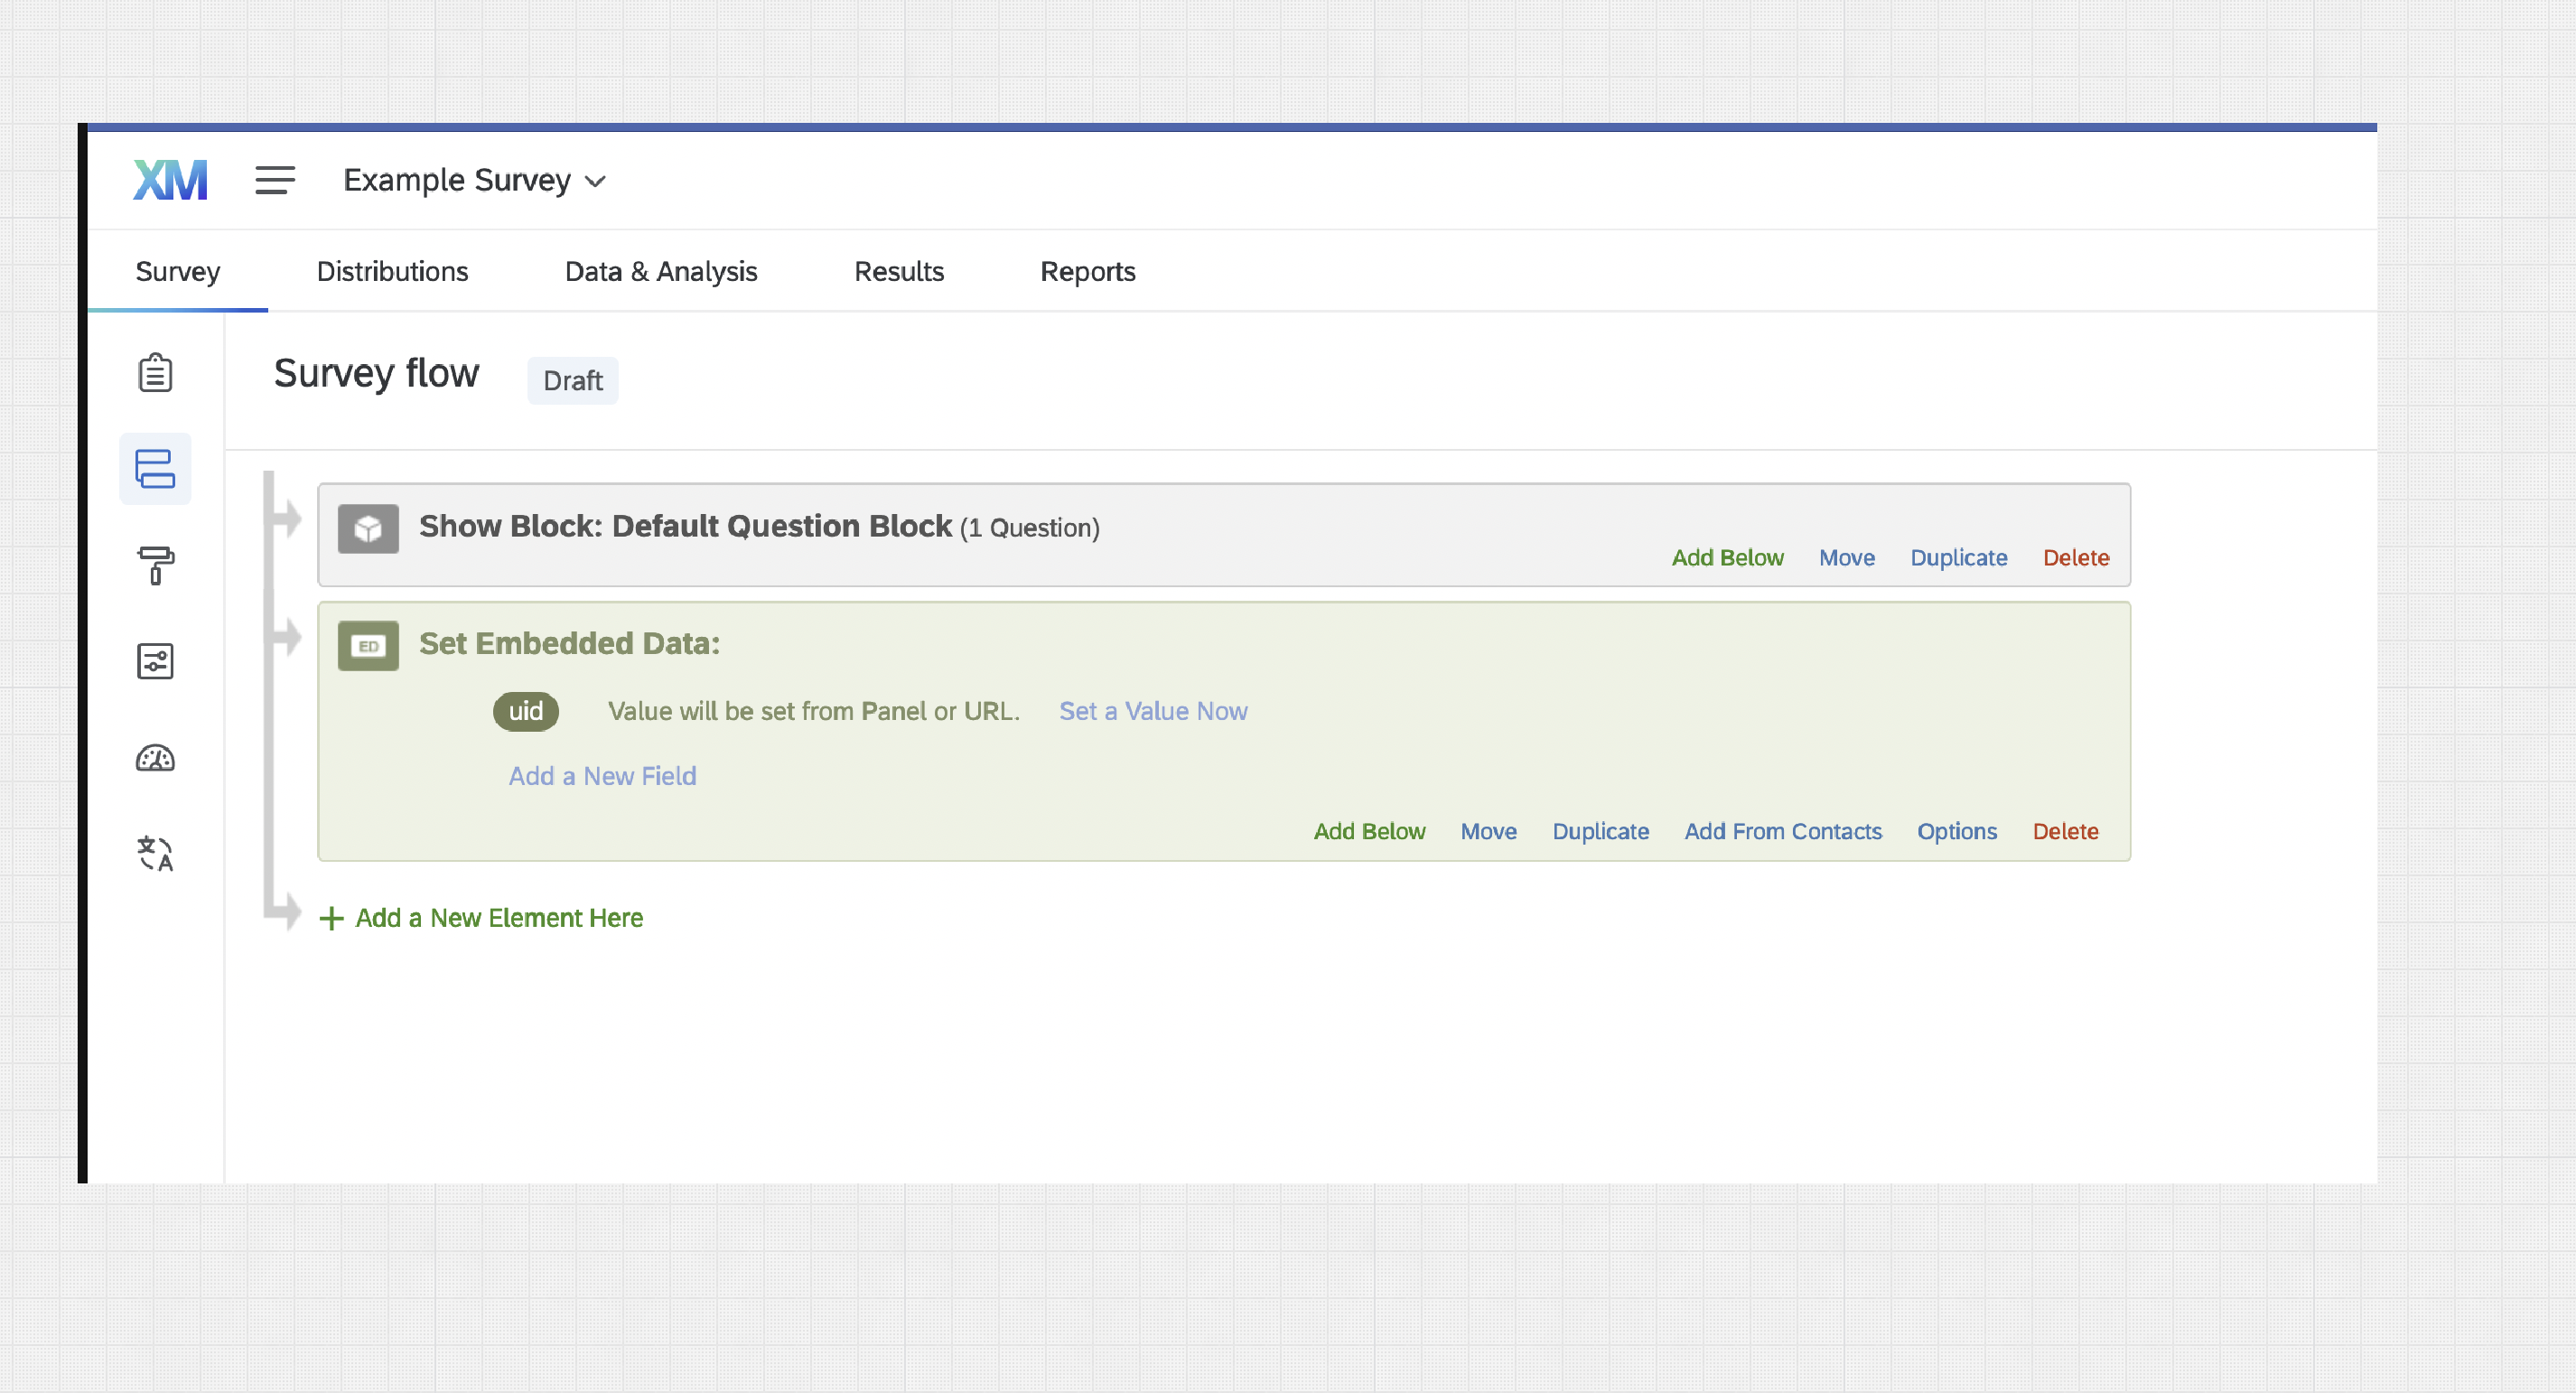 XM Example Survey
Survey Distributions Data & Analysis Results Reports
Survey flow Draft
Show Block: Default Question Block (1 Question)
Add Below Move Duplicate Delete
ED Set Embedded Data:
uid Value will be set from Panel or URL. Set a Value Now
Add a New Field
Add Below Move Duplicate Add From Contacts Options Delete
+ Add a New Element Here
文 A